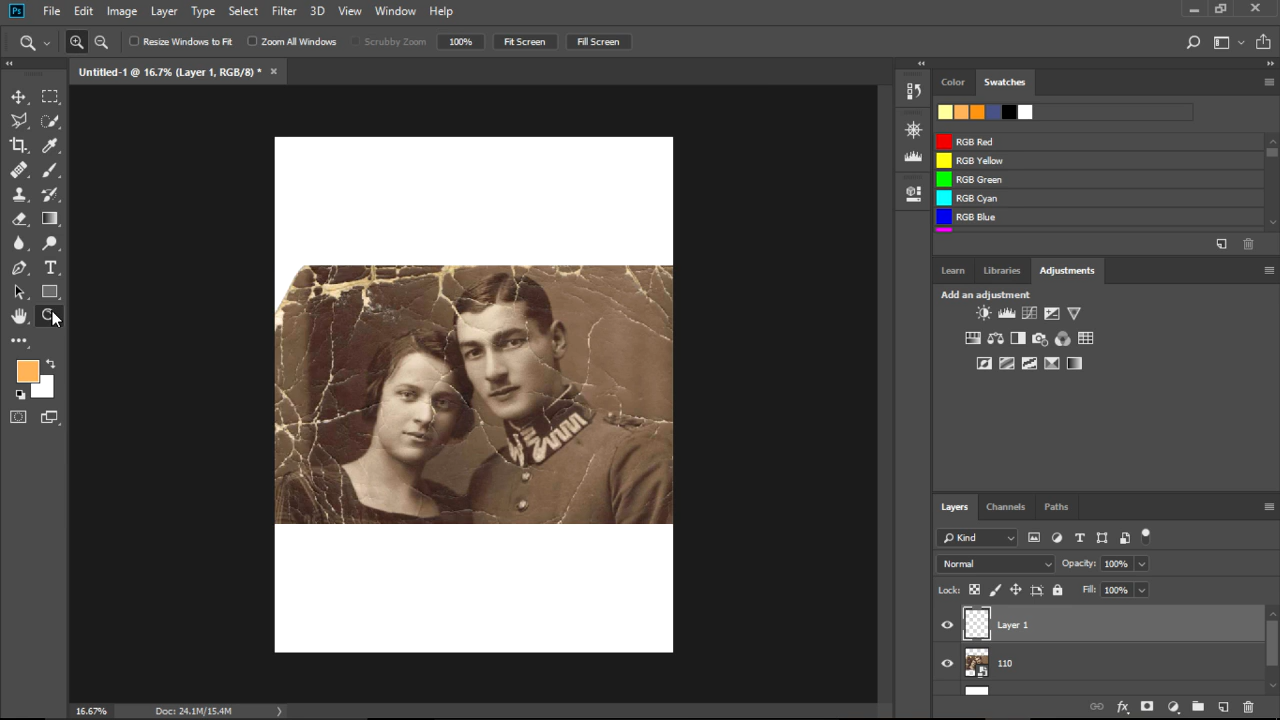 Ps File Edit Image Layer Type Select Filter 3D View Window Help
Resize Windows to Fit Zoom All Windows Scrubby Zoom 100% Fit Screen Fill Screen
Untitled-1 @ 16.7% (Layer 1, RGB/8) *
Color Swatches
RGB Red
RGB Yellow
RGB Green
RGB Cyan
RGB Blue
Learn Libraries Adjustments
Add an adjustment
Layers Channels Paths
Kind
Normal Opacity: 100%
Lock: Fill: 100%
Layer 1
110
16.67% Doc: 24.1M/15.4M